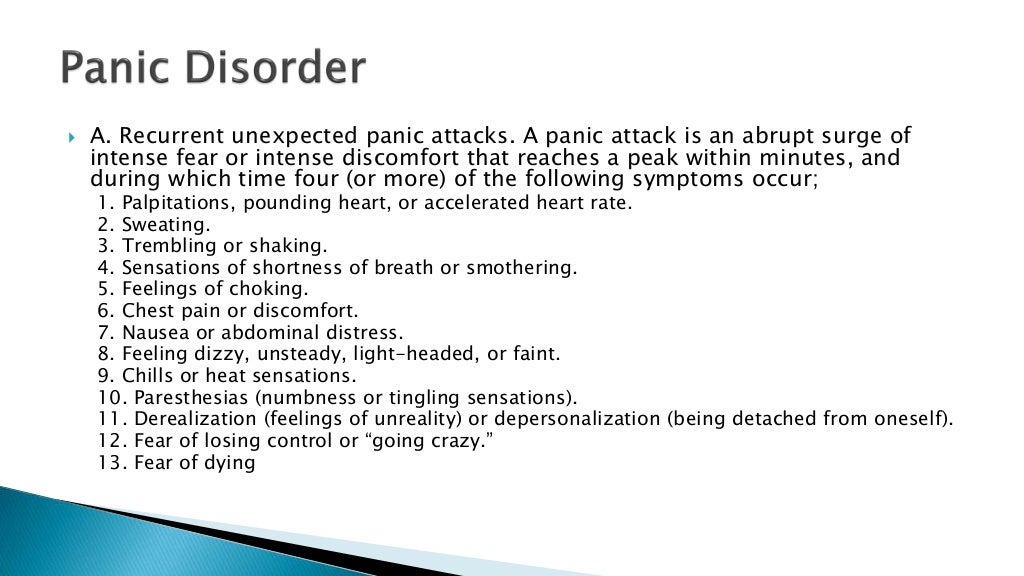 Panic Disorder
A. Recurrent unexpected panic attacks. A panic attack is an abrupt surge of
intense fear or intense discomfort that reaches a peak within minutes, and
during which time four (or more) of the following symptoms occur;
1. Palpitations, pounding heart, or accelerated heart rate.
2. Sweating.
3. Trembling or shaking.
4. Sensations of shortness of breath or smothering.
5. Feelings of choking.
6. Chest pain or discomfort.
7. Nausea or abdominal distress.
8. Feeling dizzy, unsteady, light-headed, or faint.
9. Chills or heat sensations.
10. Paresthesias (numbness or tingling sensations).
11. Derealization (feelings of unreality) or depersonalization (being detached from oneself).
12. Fear of losing control or “going crazy.”
13. Fear of dying